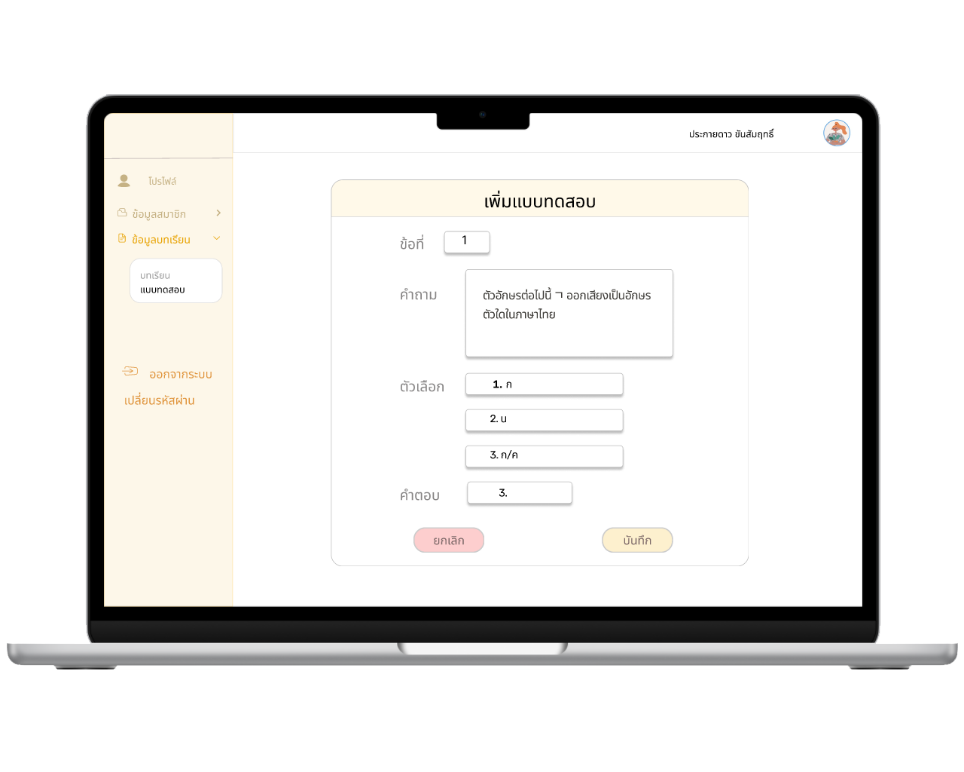 ประกายดาว ขันสัมฤทธิ์
โปรไฟล์
ข้อมูลสมาชิก
ข้อมูลบทเรียน
บทเรียน
แบบทดสอบ
ออกจากระบบ
เปลี่ยนรหัสผ่าน
เพิ่มแบบทดสอบ
ข้อที่ 1
คำถาม
ตัวอักษรต่อไปนี้ ㄱ ออกเสียงเป็นอักษร
ตัวใดในภาษาไทย
ตัวเลือก 1. ก
2. น
3. ก/ค
คำตอบ 3.
ยกเลิก บันทึก